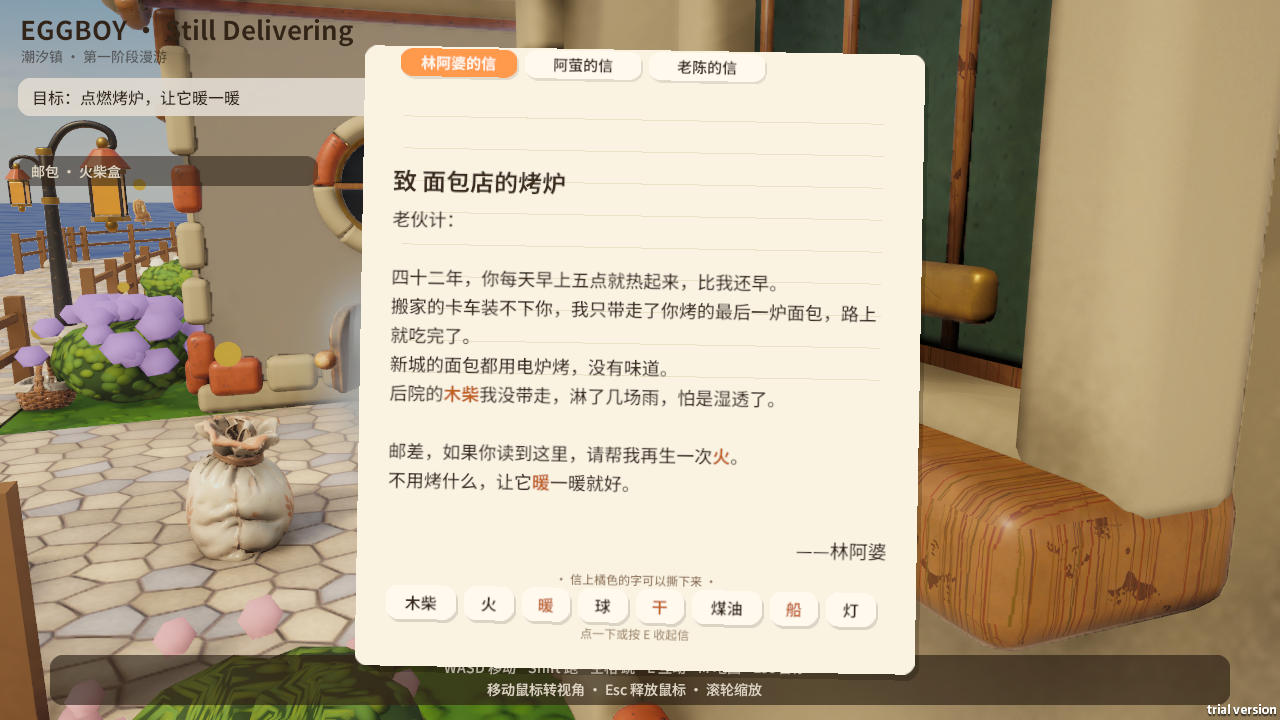 EGGBOY · Still Delivering
潮汐镇 · 第一阶段漫游
目标：点燃烤炉，让它暖一暖
邮包 · 火柴盒
林阿婆的信
阿萤的信
老陈的信
致 面包店的烤炉
老伙计：
四十二年，你每天早上五点就热起来，比我还早。
搬家的卡车装不下你，我只带走了你烤的最后一炉面包，路上
就吃完了。
新城的面包都用电炉烤，没有味道。
后院的木柴我没带走，淋了几场雨，怕是湿透了。
邮差，如果你读到这里，请帮我再生一次火。
不用烤什么，让它暖一暖就好。
——林阿婆
· 信上橘色的字可以撕下来 ·
木柴 火 暖 球 干 煤油 船 灯
点一下或按 E 收起信
移动鼠标转视角 · Esc 释放鼠标 · 滚轮缩放
trial version